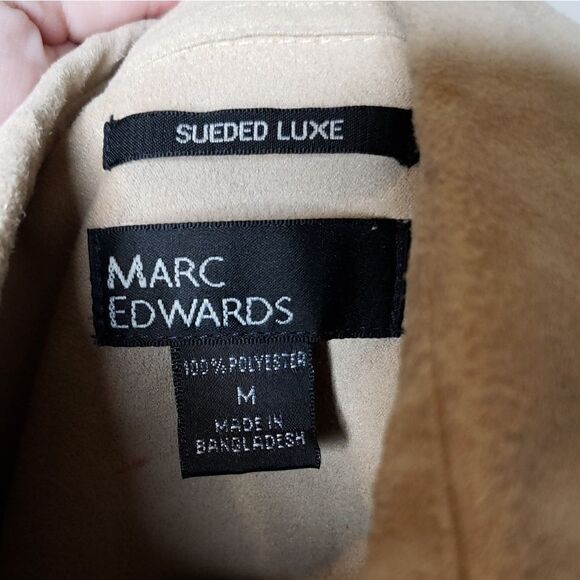 SUEDED LUXE
MARC
EDWARDS
100% POLYESTER
M
MADE IN
BANGLADESH